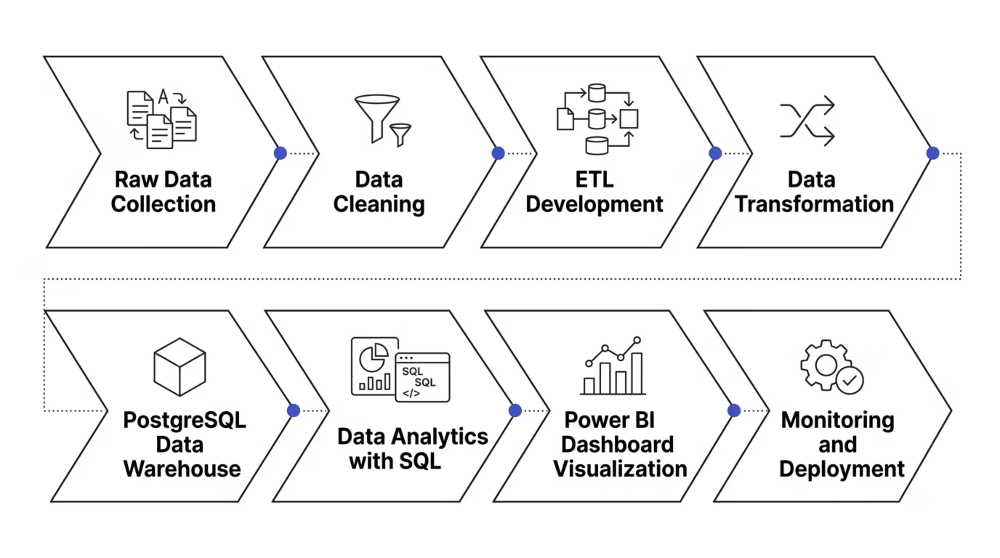 A
Raw Data
Collection
Data
Cleaning
ETL
Development
Data
Transformation
PostgreSQL
Data
Warehouse
SQL
SQL
</>
Data Analytics
with SQL
Power BI
Dashboard
Visualization
Monitoring
and
Deployment